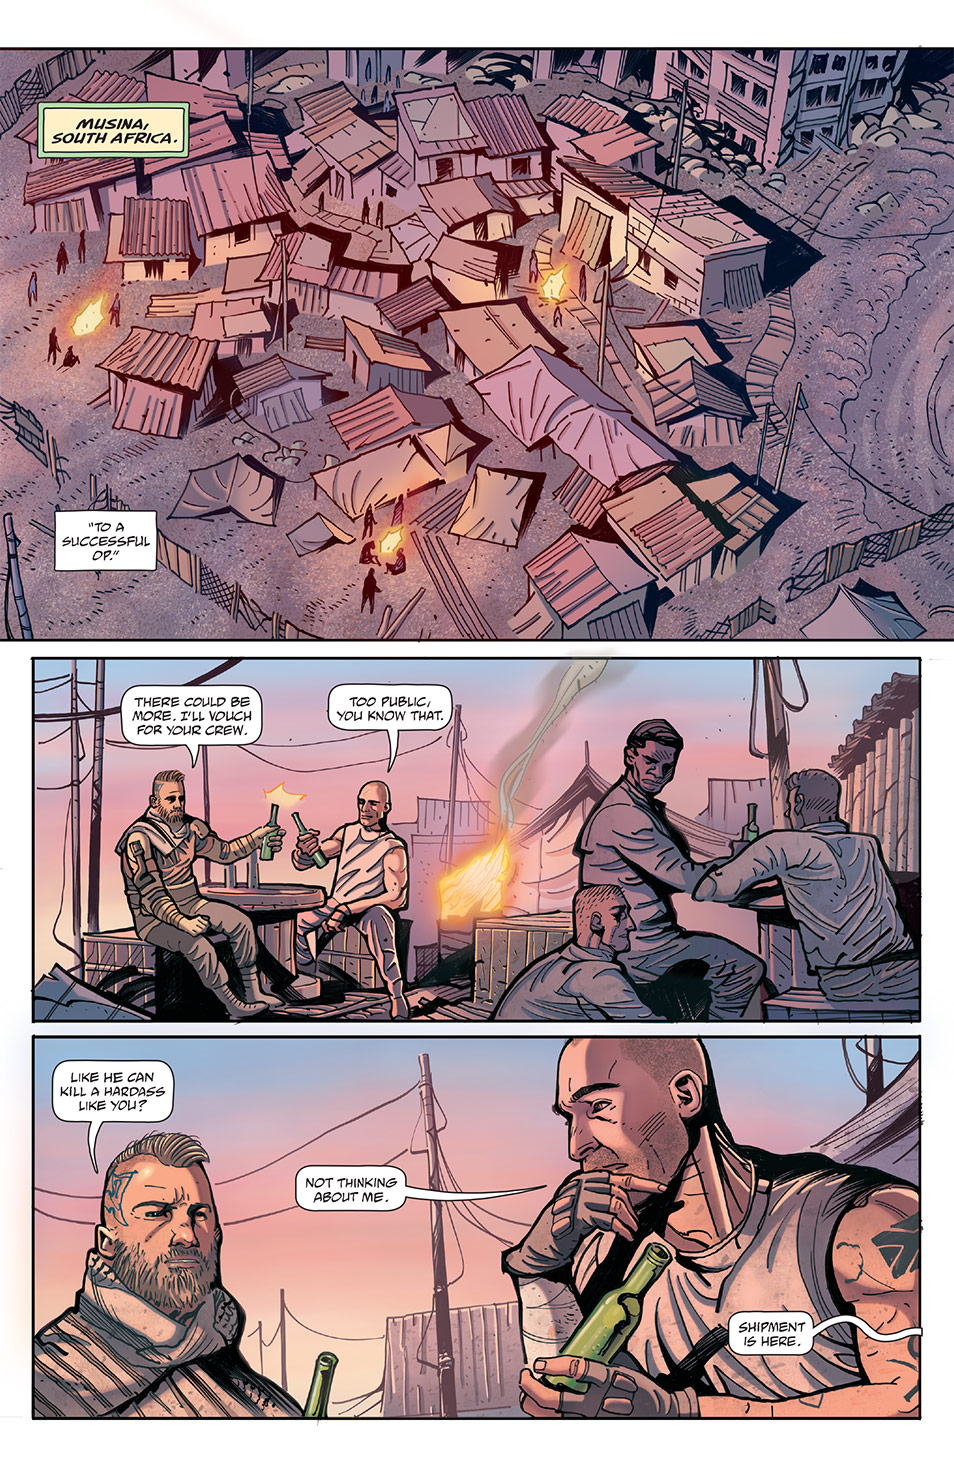 MUSINA,
SOUTH AFRICA.
"TO A
SUCCESSFUL
OP."
THERE COULD BE
MORE. I'LL VOUCH
FOR YOUR CREW.
TOO PUBLIC,
YOU KNOW THAT.
LIKE HE CAN
KILL A HARDASS
LIKE YOU?
NOT THINKING
ABOUT ME.
SHIPMENT
IS HERE.